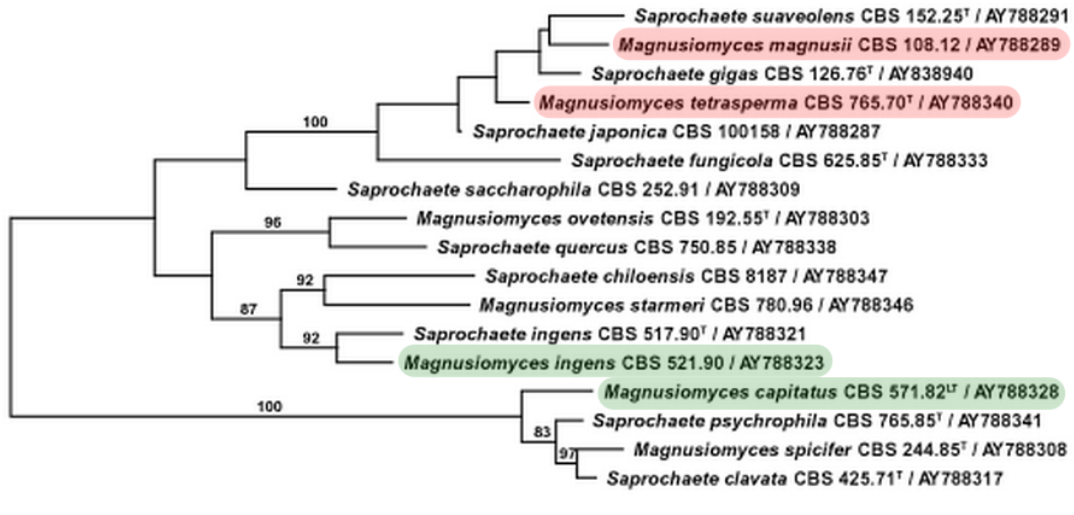 Saprochaete suaveolens CBS 152.25ᵀ / AY788291
Magnusiomyces magnusii CBS 108.12 / AY788289
Saprochaete gigas CBS 126.76ᵀ / AY838940
Magnusiomyces tetrasperma CBS 765.70ᵀ / AY788340
100
Saprochaete japonica CBS 100158 / AY788287
Saprochaete fungicola CBS 625.85ᵀ / AY788333
Saprochaete saccharophila CBS 252.91 / AY788309
96
Magnusiomyces ovetensis CBS 192.55ᵀ / AY788303
Saprochaete quercus CBS 750.85 / AY788338
92
Saprochaete chiloensis CBS 8187 / AY788347
87
Magnusiomyces starmeri CBS 780.96 / AY788346
92
Saprochaete ingens CBS 517.90ᵀ / AY788321
Magnusiomyces ingens CBS 521.90 / AY788323
Magnusiomyces capitatus CBS 571.82ᴸᵀ / AY788328
100
Saprochaete psychrophila CBS 765.85ᵀ / AY788341
83
97
Magnusiomyces spicifer CBS 244.85ᵀ / AY788308
Saprochaete clavata CBS 425.71ᵀ / AY788317